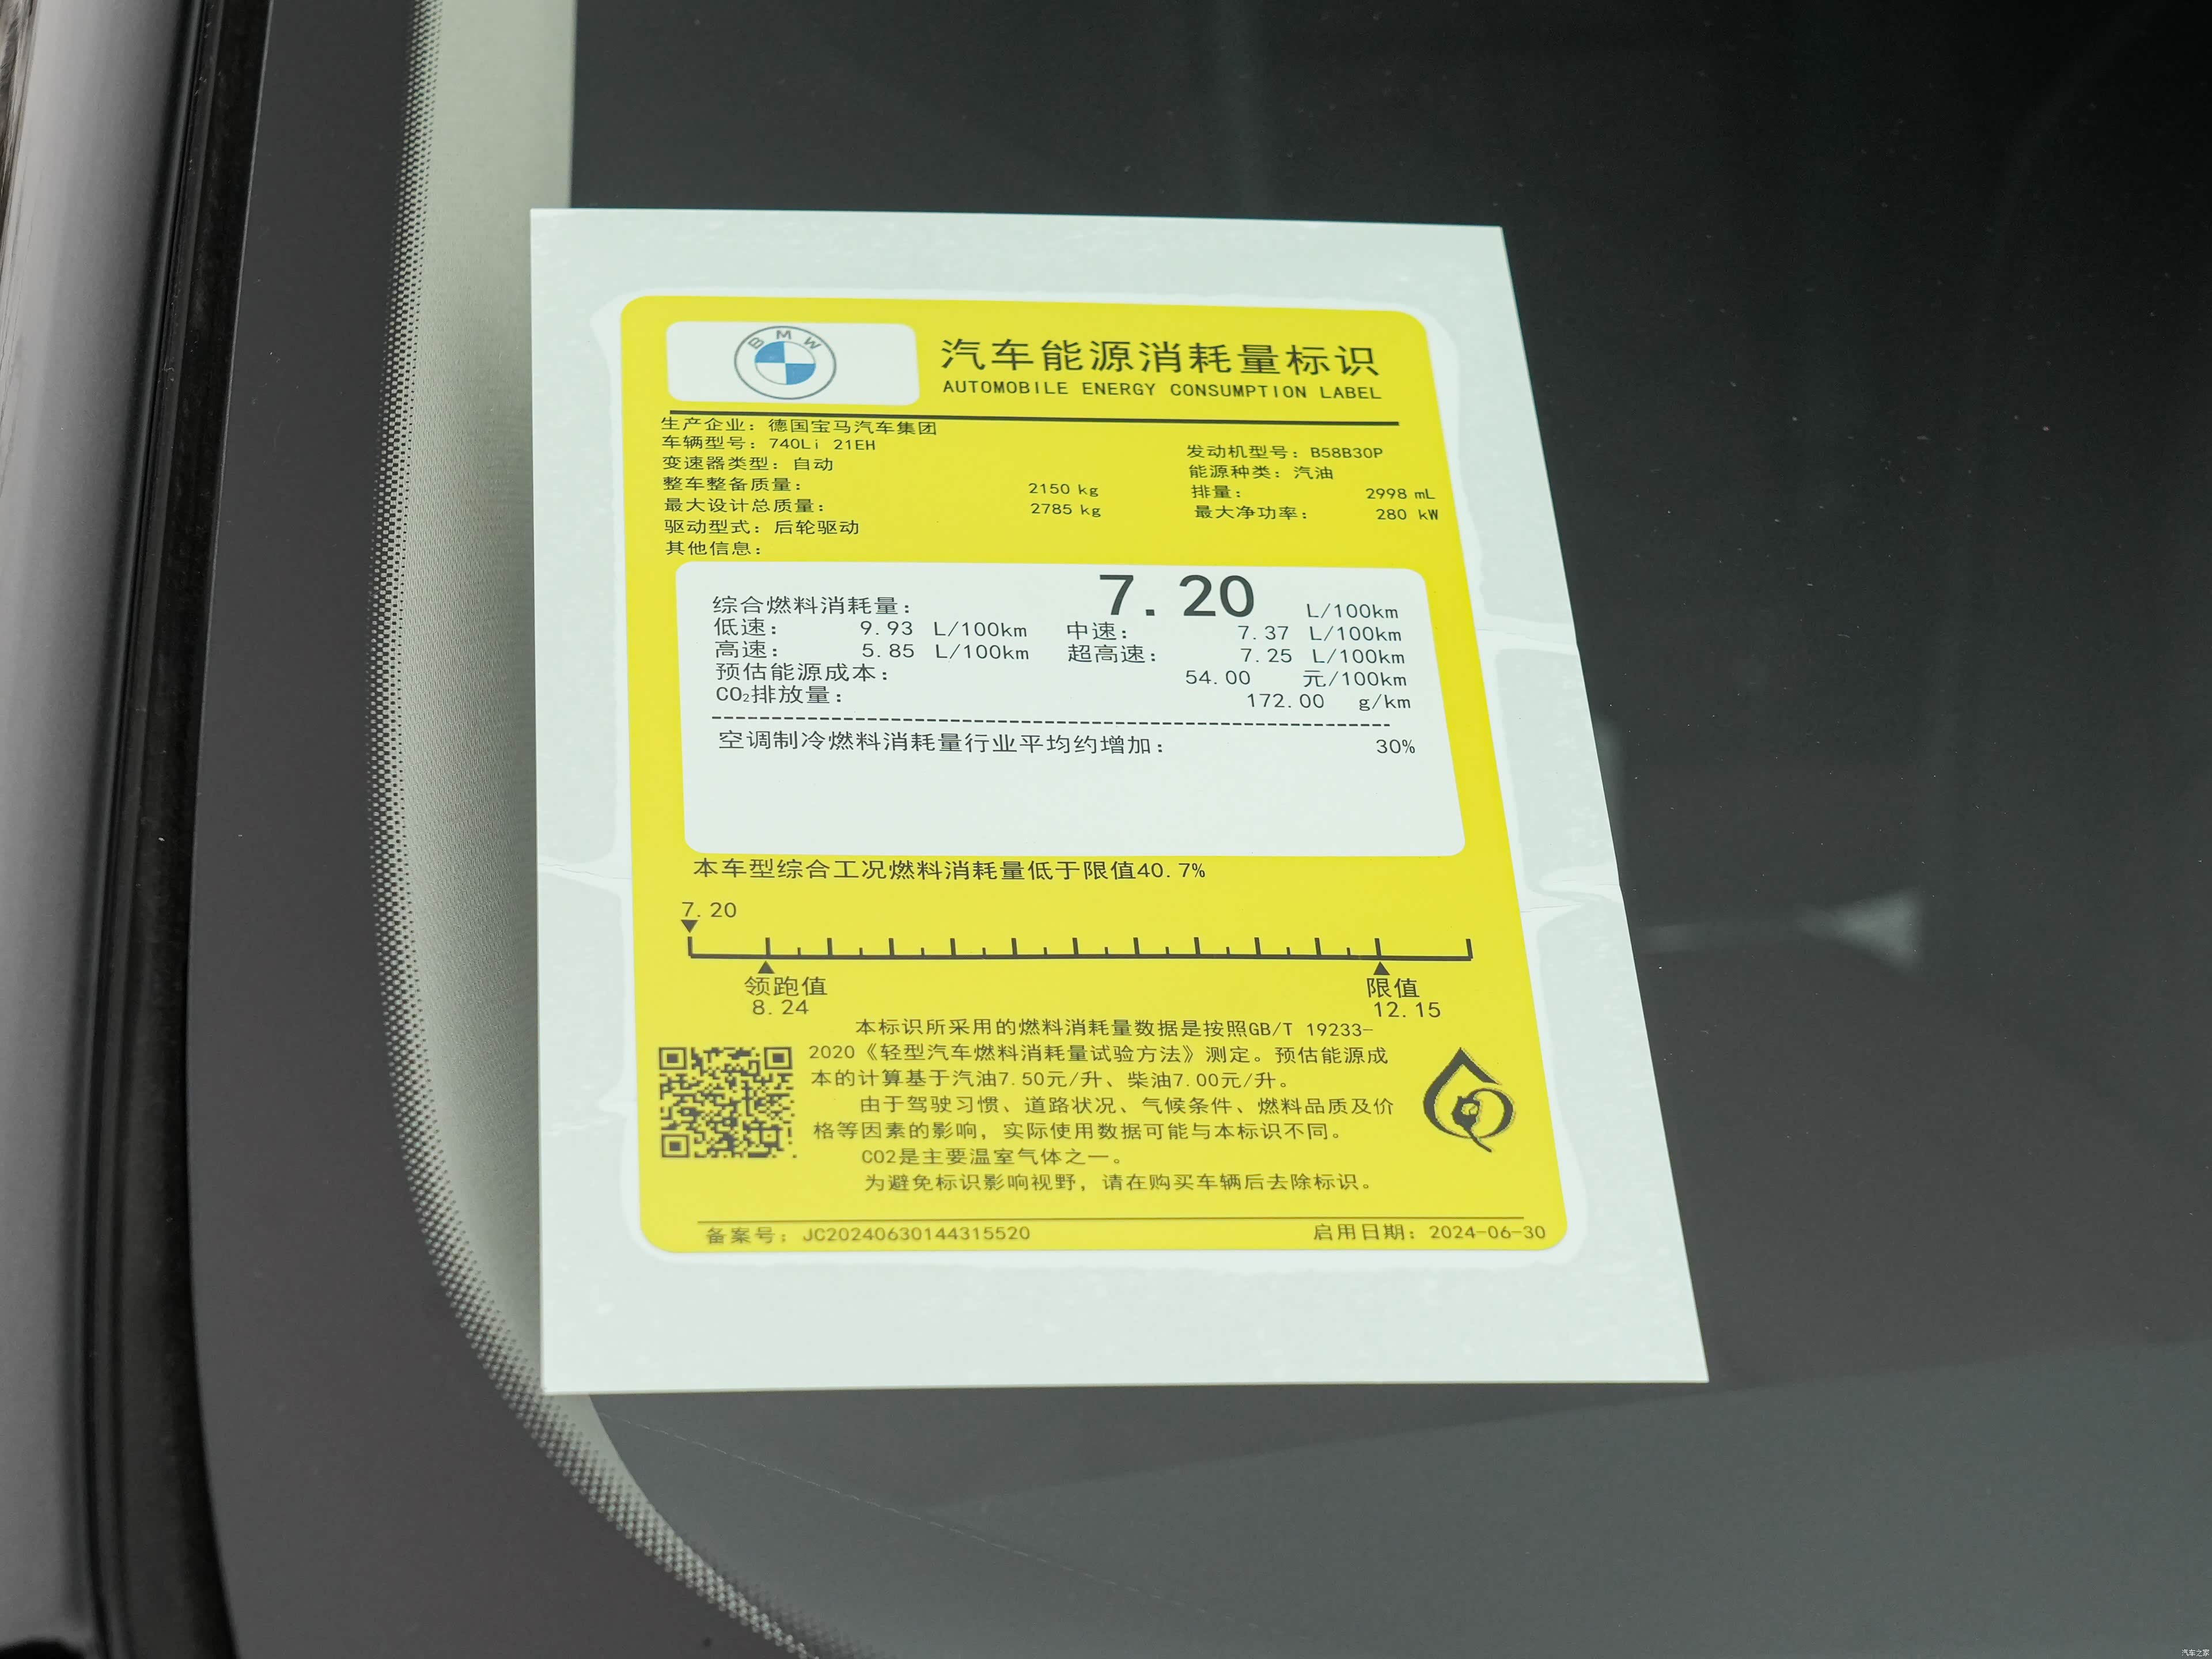 BMW
汽车能源消耗量标识
AUTOMOBILE ENERGY CONSUMPTION LABEL
生产企业：德国宝马汽车集团
车辆型号：740Li 21EH
发动机型号：B58B30P
变速器类型：自动
能源种类：汽油
整车整备质量： 2150 kg
排量： 2998 mL
最大设计总质量： 2785 kg
最大净功率： 280 kW
驱动型式：后轮驱动
其他信息：
综合燃料消耗量： 7.20 L/100km
低速： 9.93 L/100km 中速： 7.37 L/100km
高速： 5.85 L/100km 超高速： 7.25 L/100km
预估能源成本： 54.00 元/100km
CO₂排放量： 172.00 g/km
空调制冷燃料消耗量行业平均约增加： 30%
本车型综合工况燃料消耗量低于限值40.7%
7.20
领跑值 限值
8.24 12.15
本标识所采用的燃料消耗量数据是按照GB/T 19233-
2020《轻型汽车燃料消耗量试验方法》测定。预估能源成
本的计算基于汽油7.50元/升、柴油7.00元/升。
由于驾驶习惯、道路状况、气候条件、燃料品质及价
格等因素的影响，实际使用数据可能与本标识不同。
CO2是主要温室气体之一。
为避免标识影响视野，请在购买车辆后去除标识。
备案号：JC20240630144315520 启用日期：2024-06-30
汽车之家